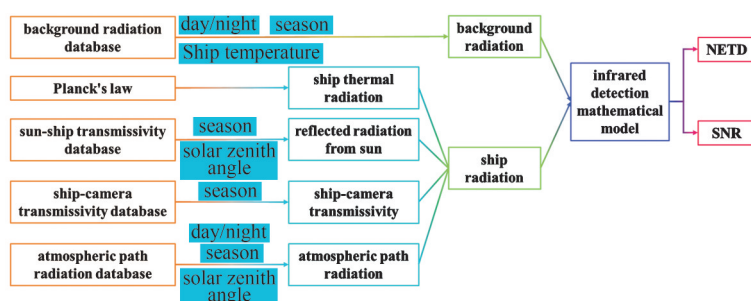 background radiation
database
day/night season
Ship temperature
background
radiation
Planck's law
ship thermal
radiation
sun-ship transmissivity
database
season
solar zenith
angle
reflected radiation
from sun
ship-camera
transmissivity database
season
ship-camera
transmissivity
atmospheric path
radiation database
day/night
season
solar zenith
angle
atmospheric path
radiation
ship
radiation
infrared
detection
mathematical
model
NETD
SNR